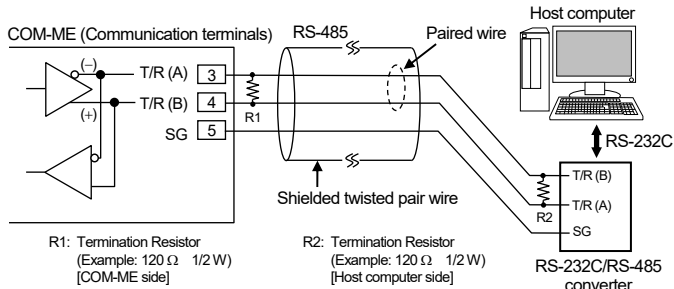 COM-ME (Communication terminals)
RS-485
Paired wire
Host computer
(−)
T/R (A)
3
T/R (B)
4
(+)
SG
5
R1
RS-232C
T/R (B)
T/R (A)
R2
SG
Shielded twisted pair wire
R1: Termination Resistor
(Example: 120 Ω 1/2 W)
[COM-ME side]
R2: Termination Resistor
(Example: 120 Ω 1/2 W)
[Host computer side]
RS-232C/RS-485
converter